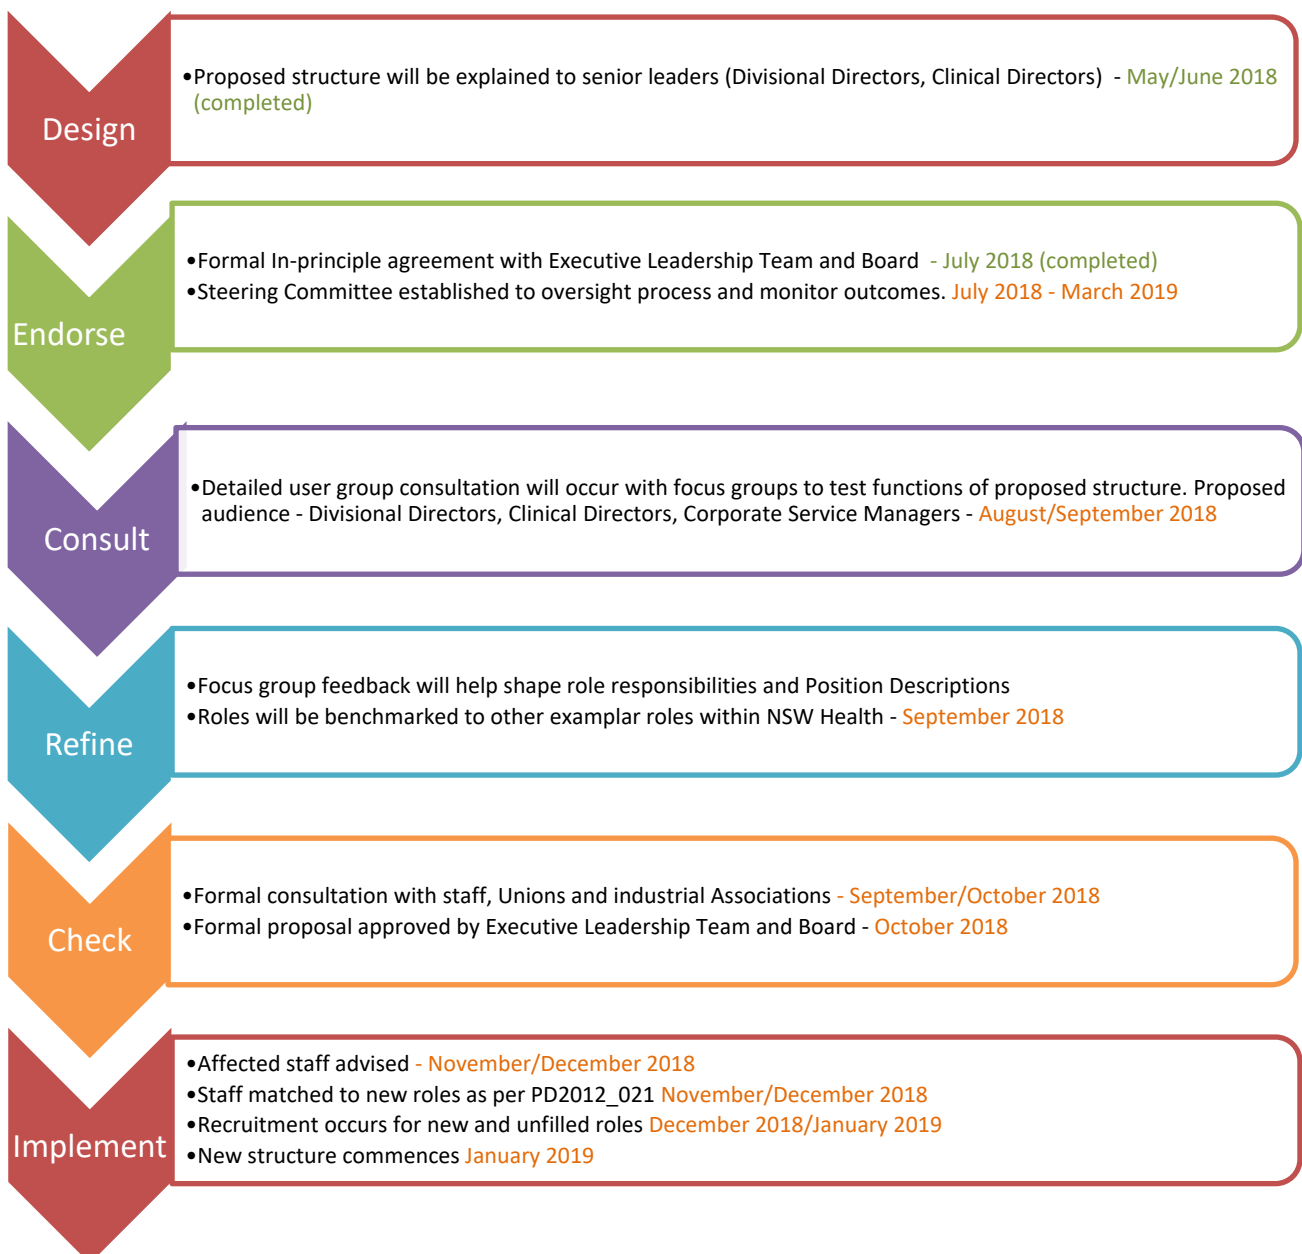 Design
•Proposed structure will be explained to senior leaders (Divisional Directors, Clinical Directors)  - May/June 2018
(completed)
Endorse
•Formal In-principle agreement with Executive Leadership Team and Board  - July 2018 (completed)
•Steering Committee established to oversight process and monitor outcomes. July 2018 - March 2019
Consult
•Detailed user group consultation will occur with focus groups to test functions of proposed structure. Proposed
audience - Divisional Directors, Clinical Directors, Corporate Service Managers - August/September 2018
Refine
•Focus group feedback will help shape role responsibilities and Position Descriptions
•Roles will be benchmarked to other examplar roles within NSW Health - September 2018
Check
•Formal consultation with staff, Unions and industrial Associations - September/October 2018
•Formal proposal approved by Executive Leadership Team and Board - October 2018
Implement
•Affected staff advised - November/December 2018
•Staff matched to new roles as per PD2012_021 November/December 2018
•Recruitment occurs for new and unfilled roles December 2018/January 2019
•New structure commences January 2019